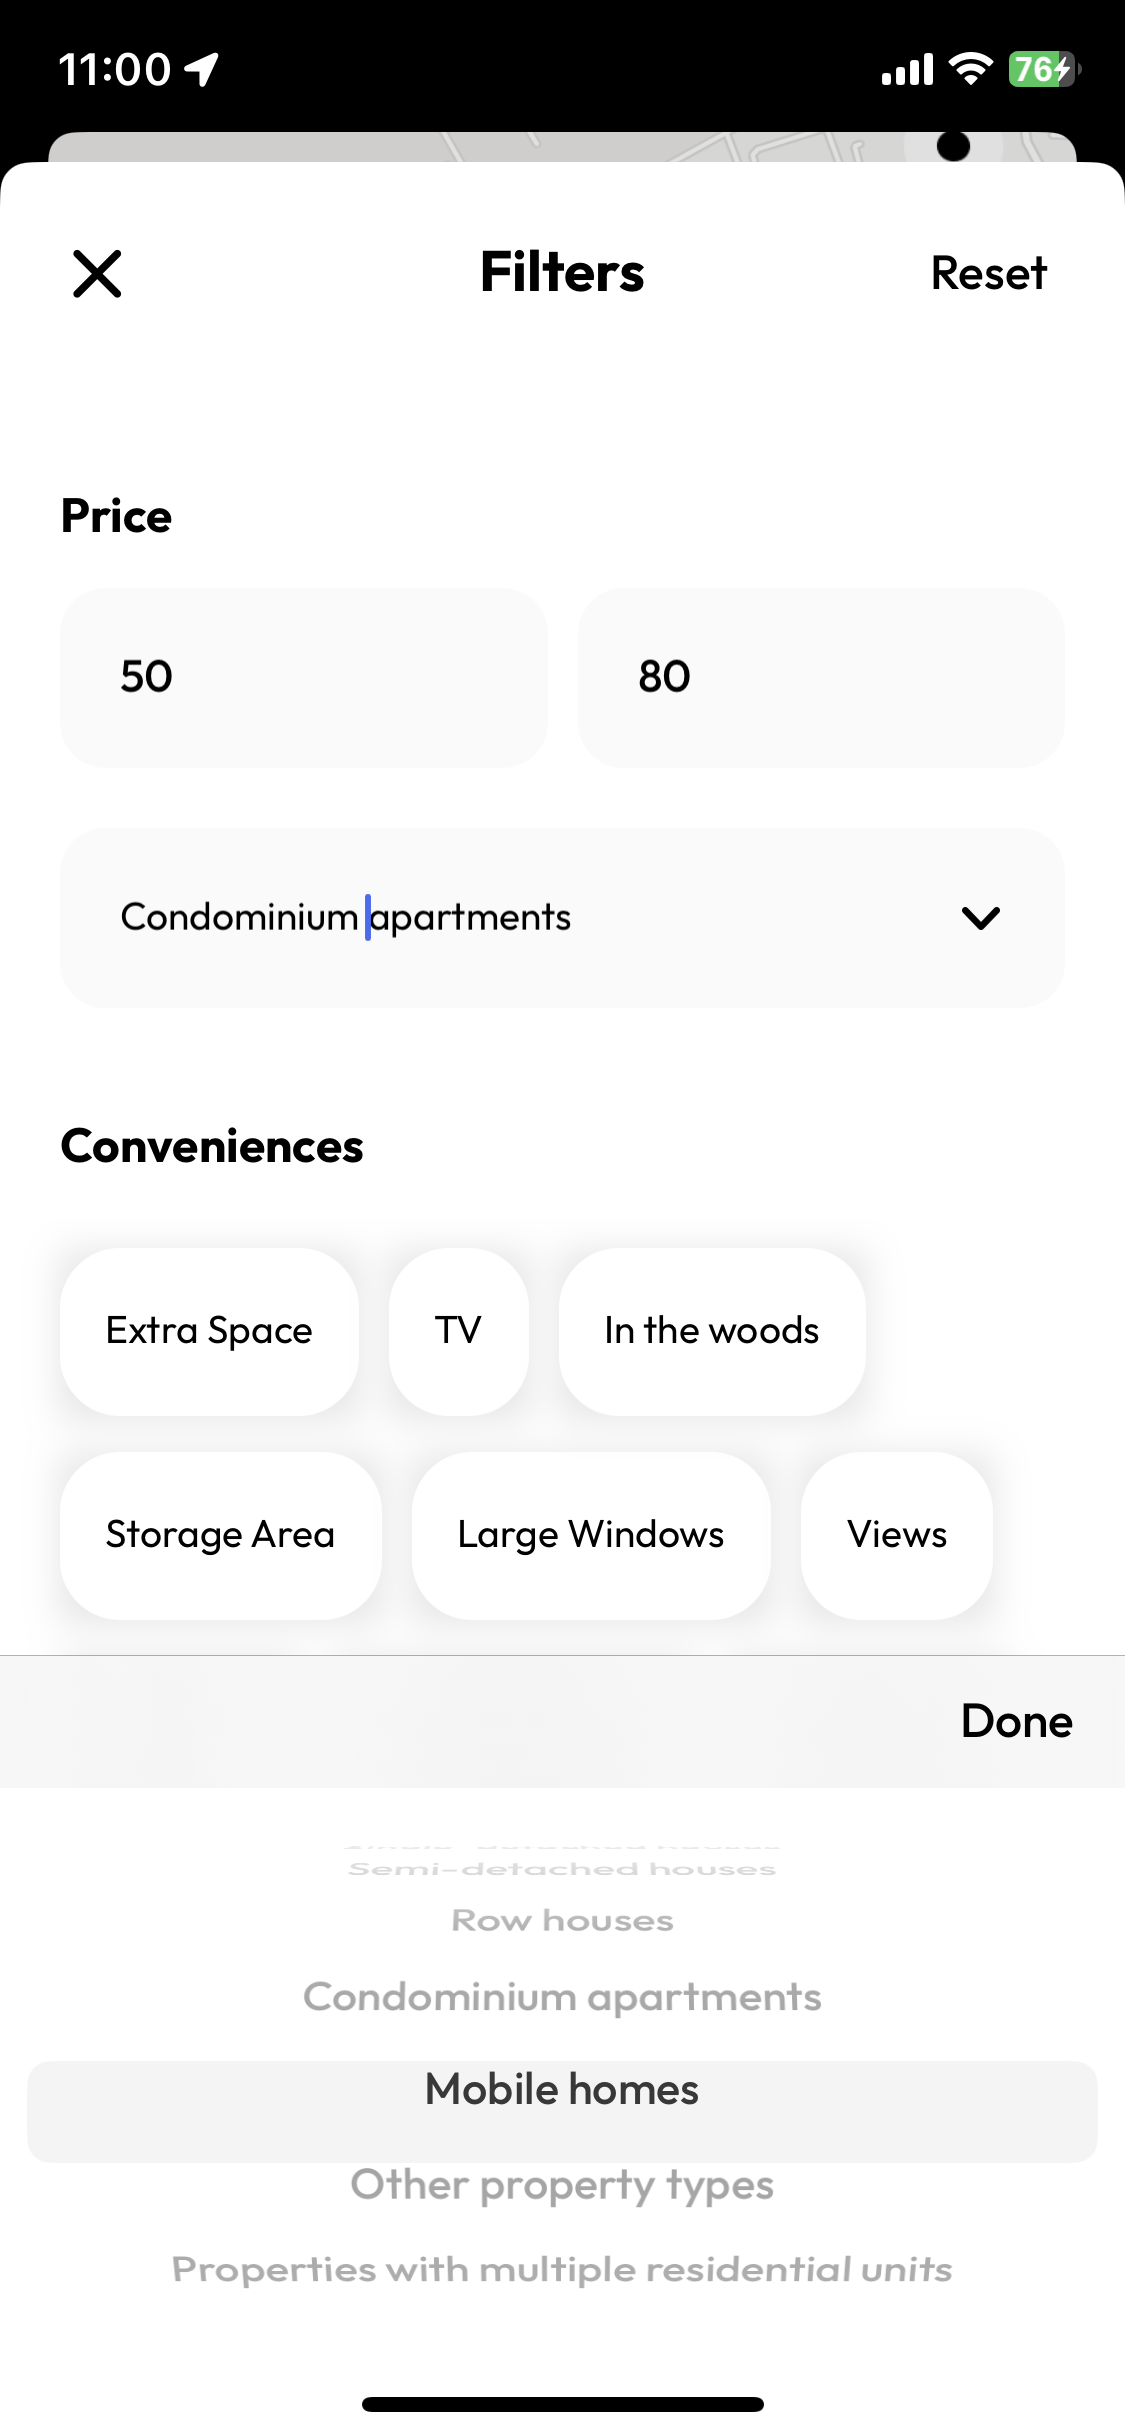 11:00
76
Filters
Reset
Price
50
80
Condominium apartments
Conveniences
Extra Space
TV
In the woods
Storage Area
Large Windows
Views
Done
Semi-detached houses
Row houses
Condominium apartments
Mobile homes
Other property types
Properties with multiple residential units